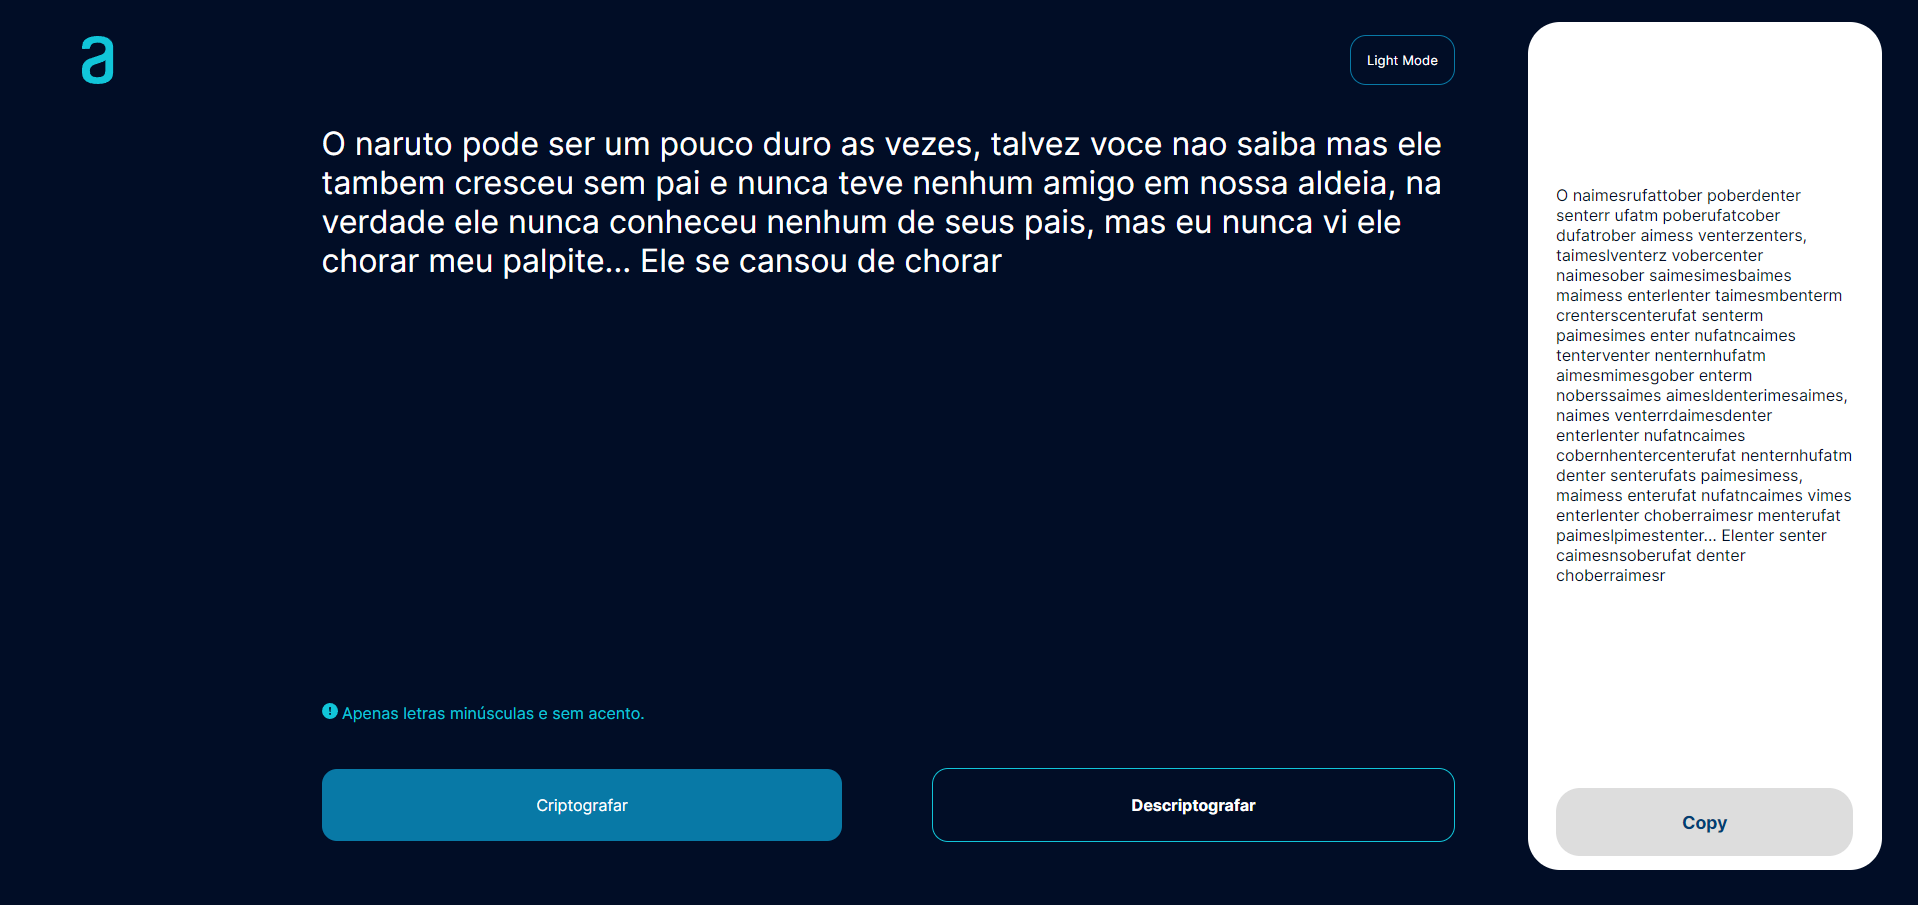 a
Light Mode
O naruto pode ser um pouco duro as vezes, talvez voce nao saiba mas ele
tambem cresceu sem pai e nunca teve nenhum amigo em nossa aldeia, na
verdade ele nunca conheceu nenhum de seus pais, mas eu nunca vi ele
chorar meu palpite... Ele se cansou de chorar
Apenas letras minúsculas e sem acento.
Criptografar
Descriptografar
O naimesrufattober poberdenter
senterr ufatm poberufatcober
dufatrober aimess venterzenters,
taimeslventerz vobercenter
naimesober saimesimesbaimes
maimess enterlenter taimesmbenterm
crenterscenterufat senterm
paimesimes enter nufatncaimes
tenterventer nenternhufatm
aimesmimesgober enterm
noberssaimes aimesldenterimesaimes,
naimes venterrdaimesdenter
enterlenter nufatncaimes
cobernhentercenterufat nenternhufatm
denter senterufats paimesimess,
maimess enterufat nufatncaimes vimes
enterlenter choberraimesr menterufat
paimeslpimestenter... Elenter senter
caimesnsoberufat denter
choberraimesr
Copy